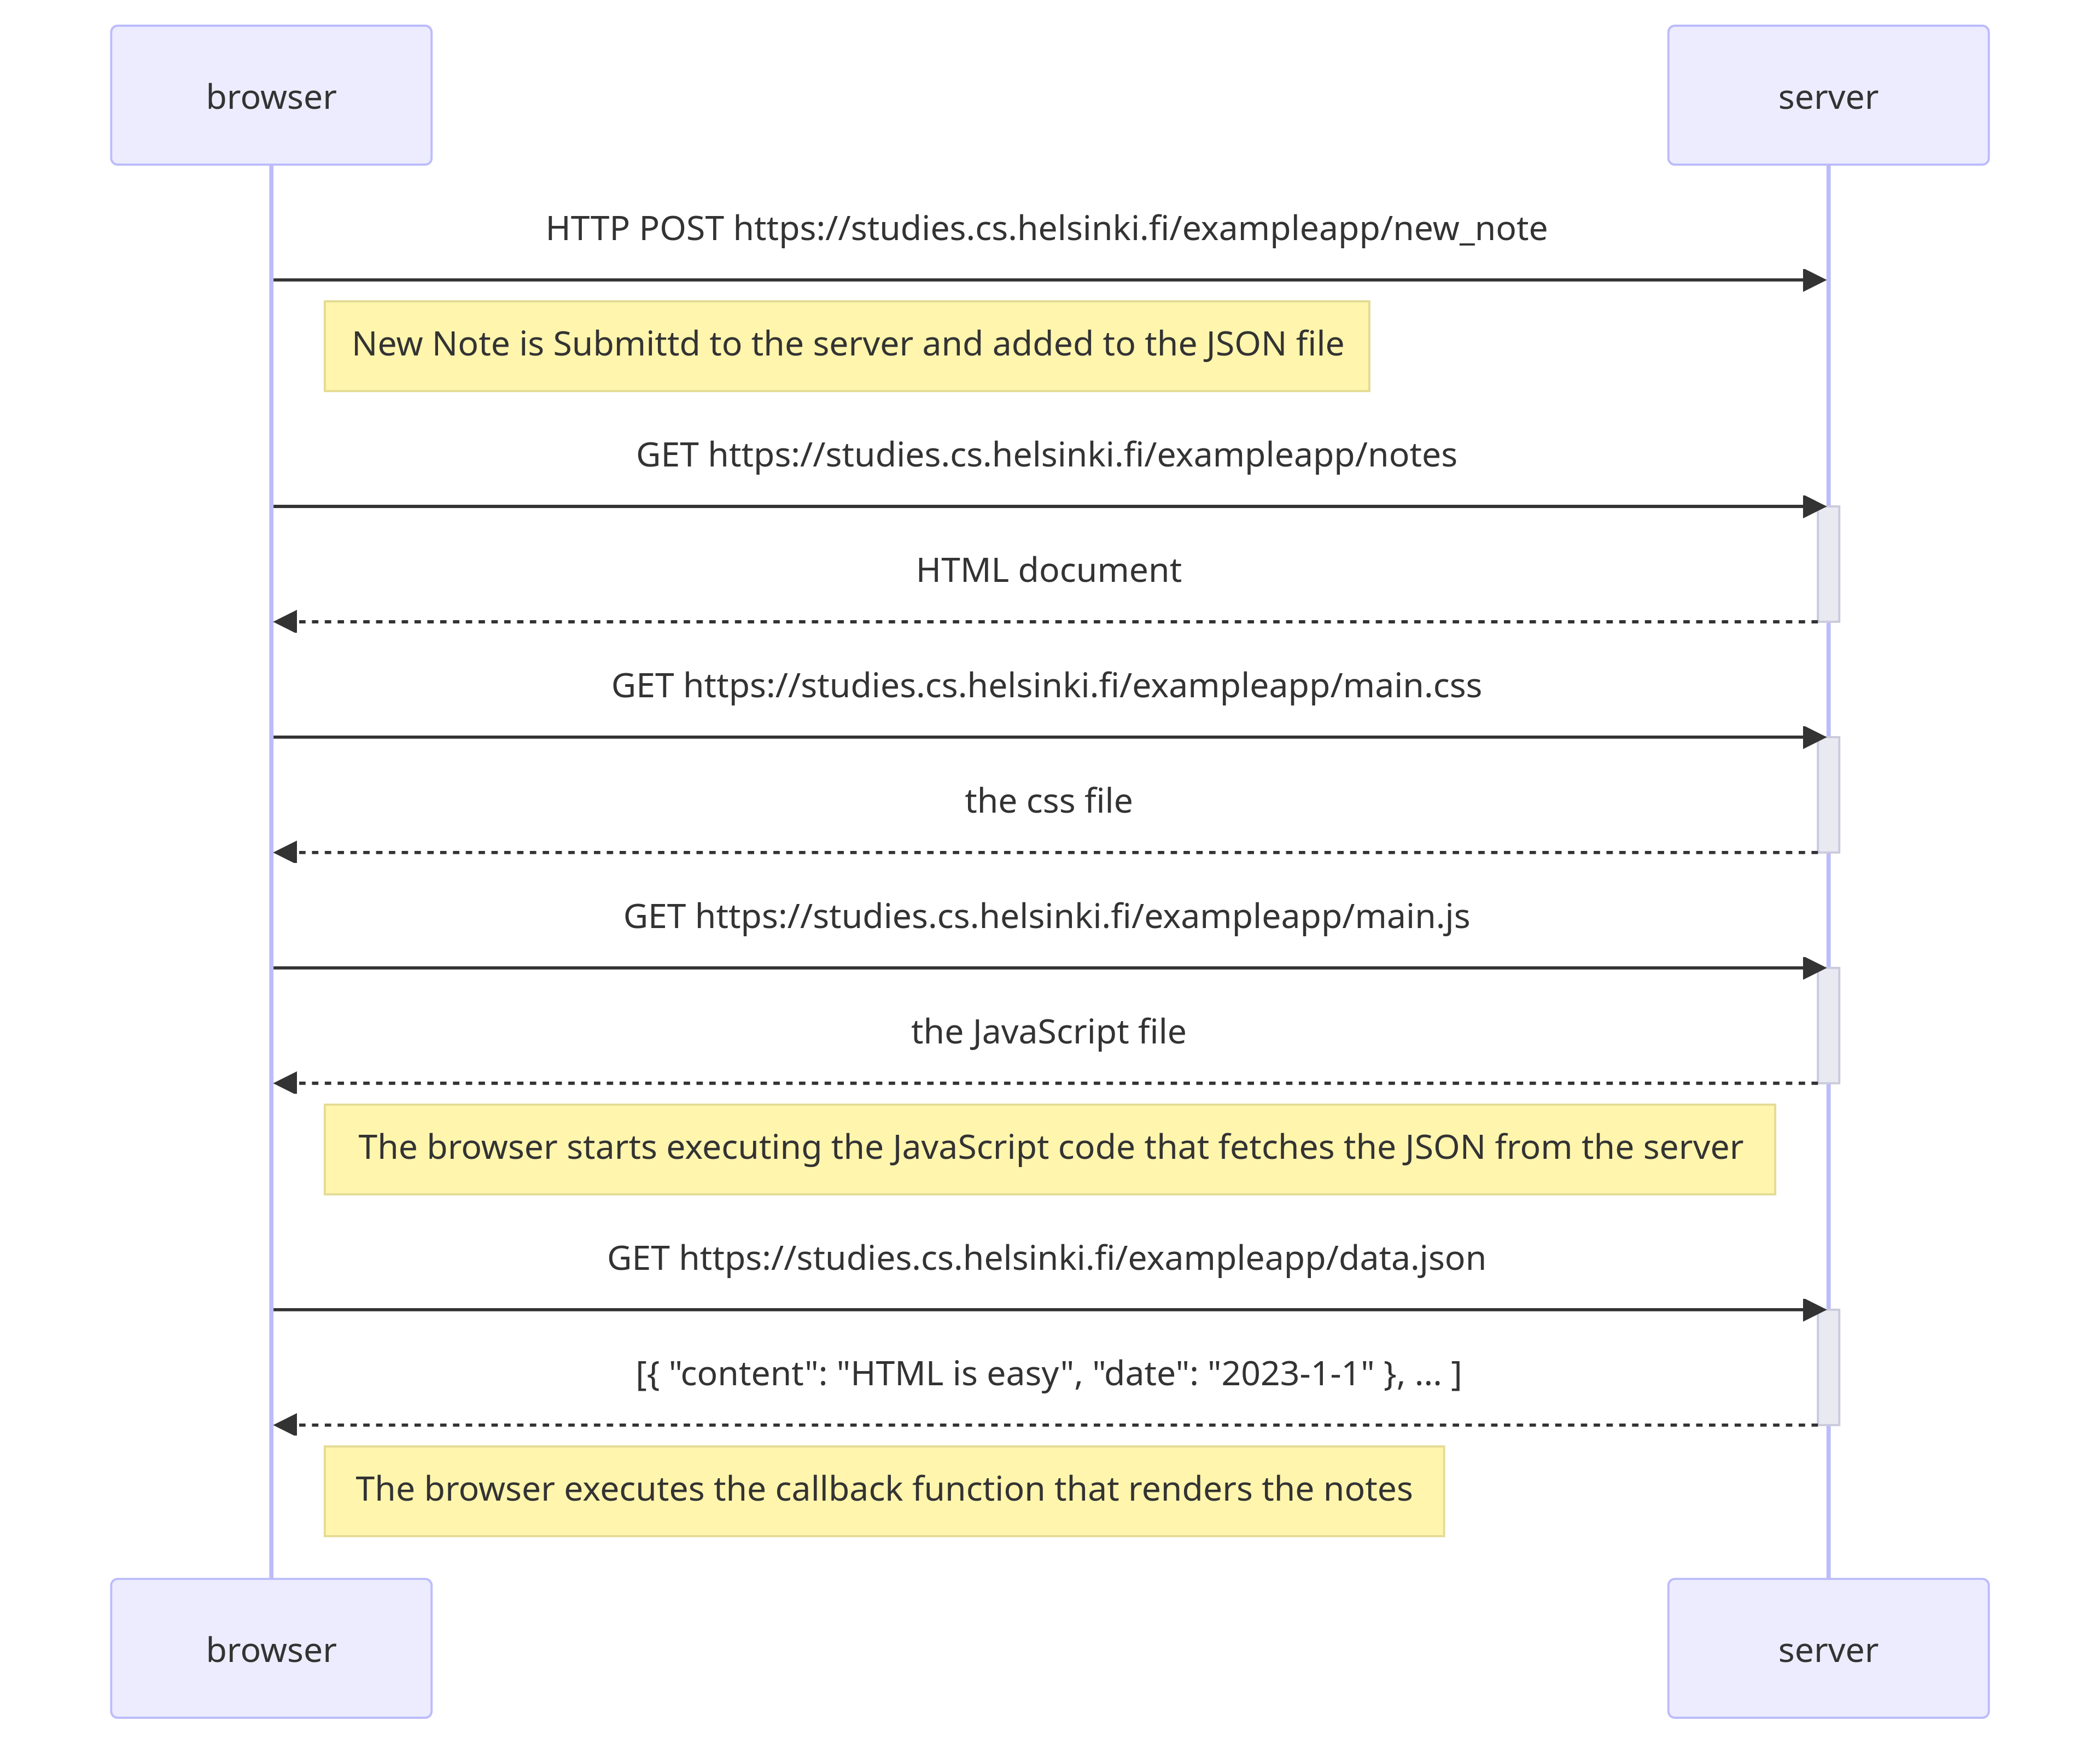 browser
server
HTTP POST https://studies.cs.helsinki.fi/exampleapp/new_note
New Note is Submittd to the server and added to the JSON file
GET https://studies.cs.helsinki.fi/exampleapp/notes
HTML document
GET https://studies.cs.helsinki.fi/exampleapp/main.css
the css file
GET https://studies.cs.helsinki.fi/exampleapp/main.js
the JavaScript file
The browser starts executing the JavaScript code that fetches the JSON from the server
GET https://studies.cs.helsinki.fi/exampleapp/data.json
[{ "content": "HTML is easy", "date": "2023-1-1" }, ... ]
The browser executes the callback function that renders the notes
browser
server